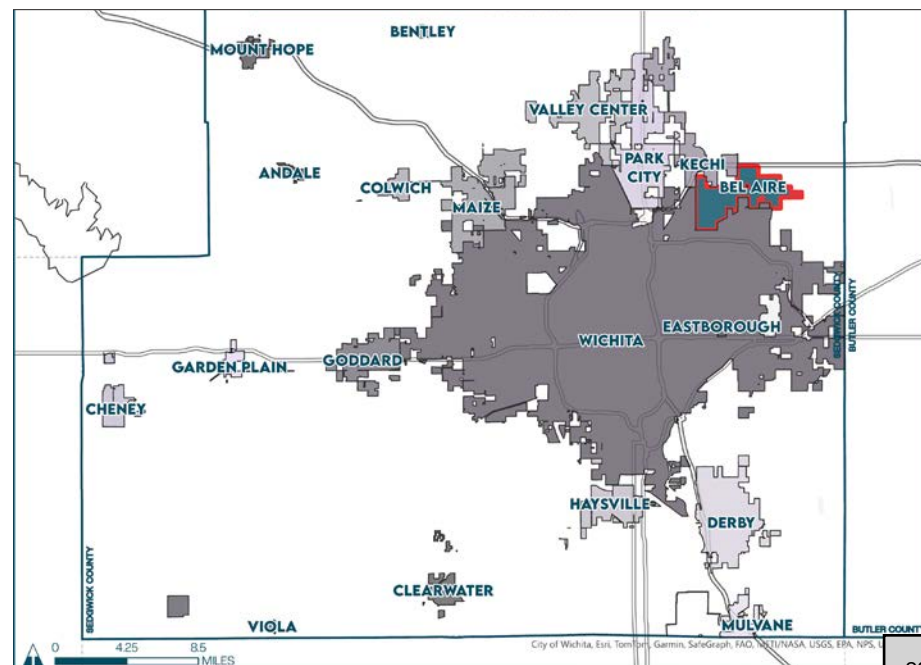 BENTLEY
MOUNT HOPE
VALLEY CENTER
PARK
CITY
KECHI
BEL AIRE
ANDALE
COLWICH
MAIZE
SEDGWICK COUNTY
BUTLER COUNTY
EASTBOROUGH
WICHITA
GARDEN PLAIN
GODDARD
CHENEY
HAYSVILLE
DERBY
CLEARWATER
SEDGWICK COUNTY
VIOLA
MULVANE
BUTLER COUNTY
0 4.25 8.5
MILES
City of Wichita, Esri, TomTom, Garmin, SafeGraph, FAO, METI/NASA, USGS, EPA, NPS,